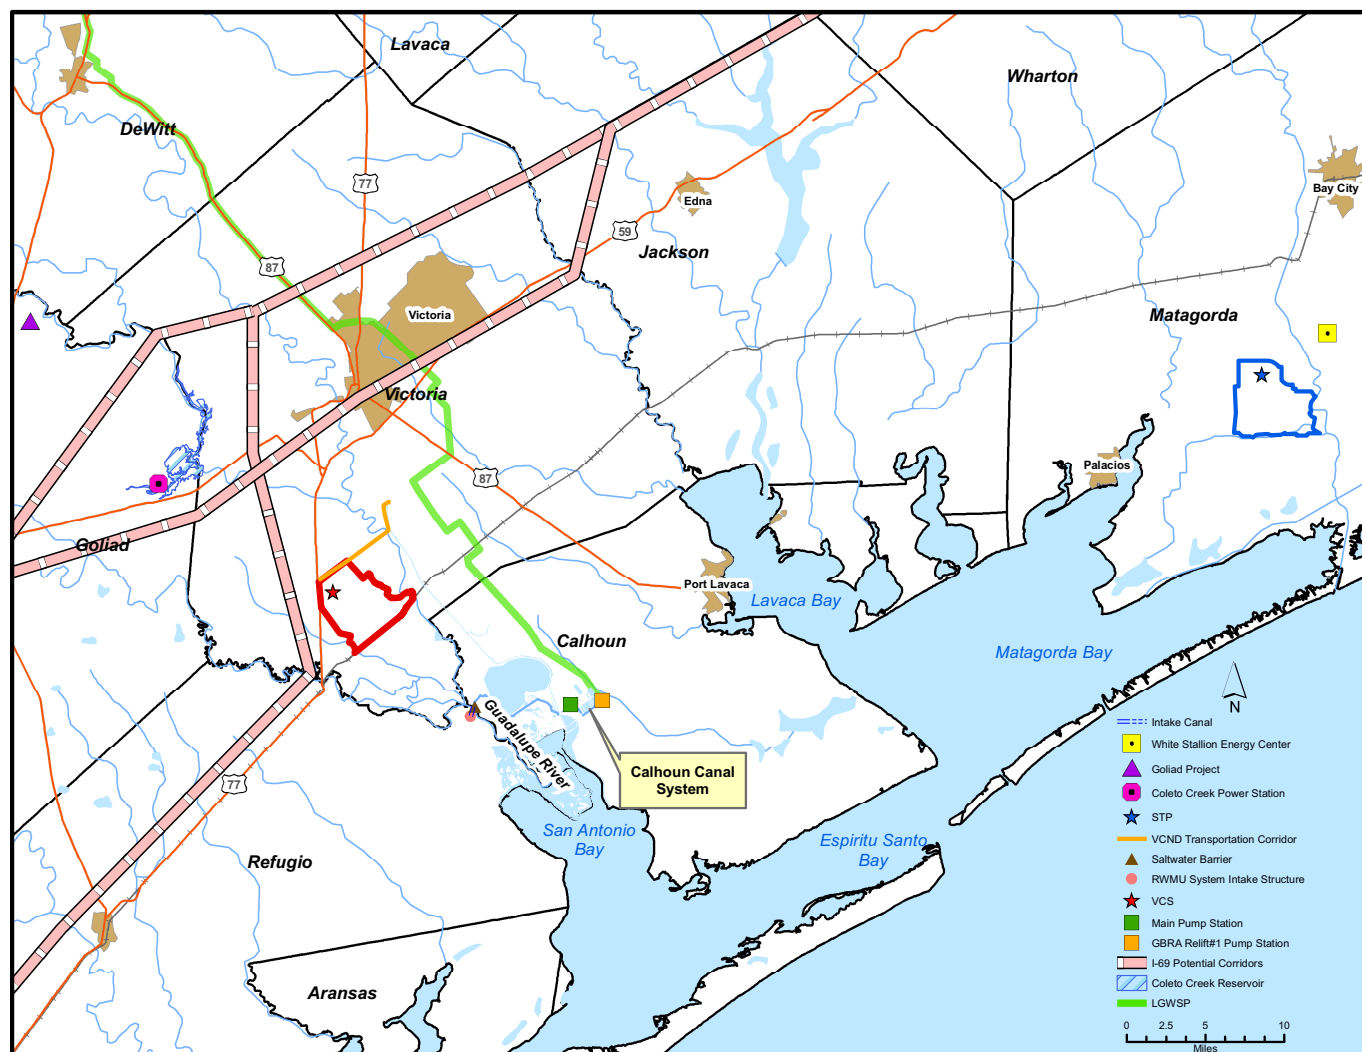 Lavaca
Wharton
DeWitt
77
Bay City
Edna
59
Jackson
87
Victoria
Matagorda
Victoria
Palacios
87
Goliad
Port Lavaca
Lavaca Bay
Calhoun
Matagorda Bay
Guadalupe River
Calhoun Canal
System
77
San Antonio
Bay
Espiritu Santo
Bay
Refugio
Aransas
STP
N
Intake Canal
White Stallion Energy Center
Goliad Project
Coleto Creek Power Station
STP
VCND Transportation Corridor
Saltwater Barrier
RWMU System Intake Structure
VCS
Main Pump Station
GBRA Relift#1 Pump Station
I-69 Potential Corridors
Coleto Creek Reservoir
LGWSP
0 2.5 5 10
Miles